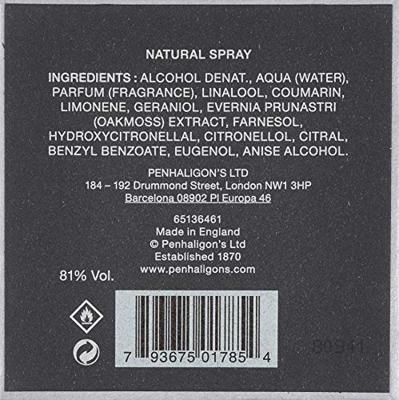 NATURAL SPRAY
INGREDIENTS : ALCOHOL DENAT., AQUA (WATER),
PARFUM (FRAGRANCE), LINALOOL, COUMARIN,
LIMONENE, GERANIOL, EVERNIA PRUNASTRI
(OAKMOSS) EXTRACT, FARNESOL,
HYDROXYCITRONELLAL, CITRONELLOL, CITRAL,
BENZYL BENZOATE, EUGENOL, ANISE ALCOHOL.
PENHALIGON'S LTD
184 – 192 Drummond Street, London NW1 3HP
Barcelona 08902 Pl Europa 46
65136461
Made in England
© Penhaligon's Ltd
Established 1870
www.penhaligons.com
81% Vol.
7 93675 01785 4